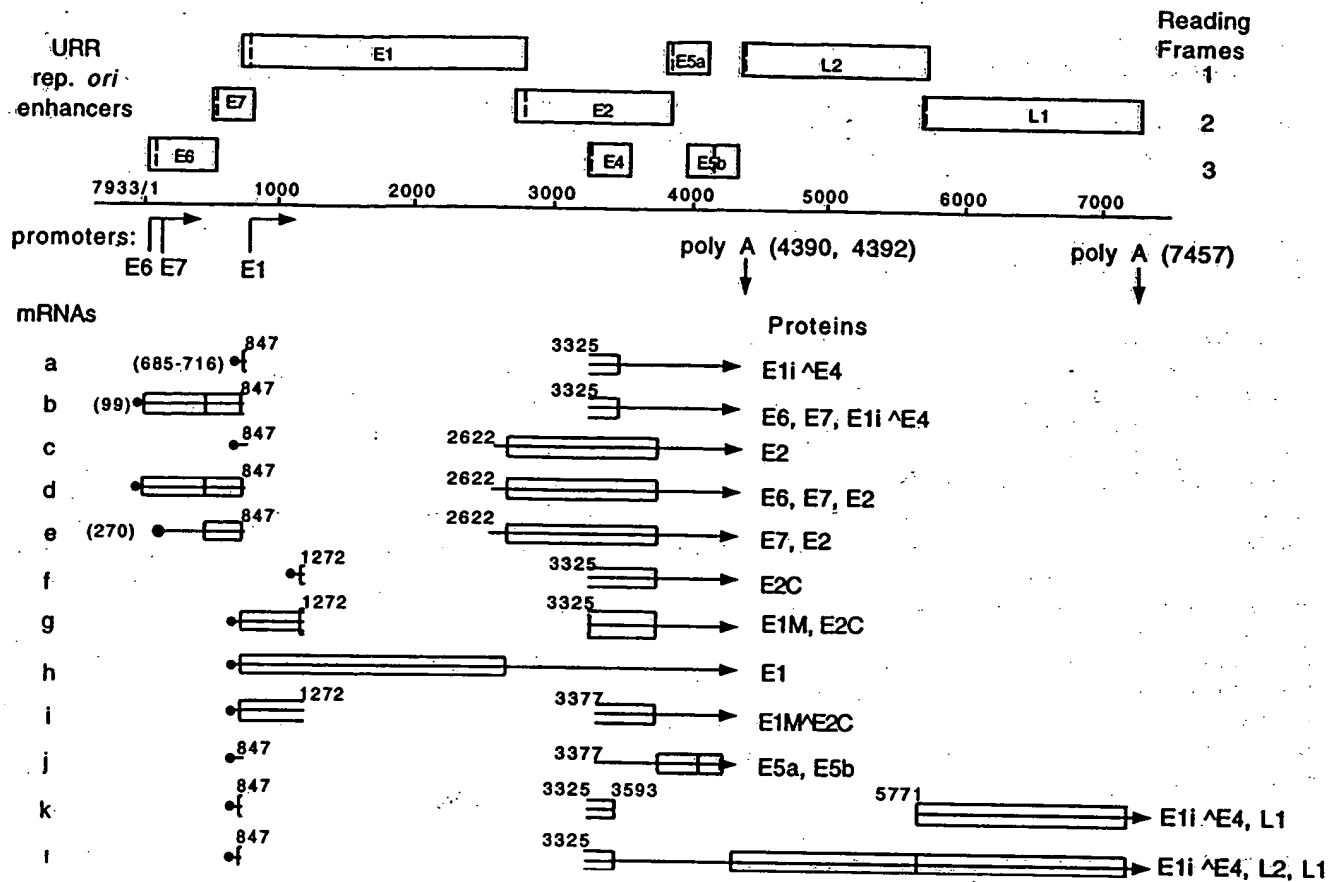 Reading
Frames
URR
rep. ori
enhancers
E1
E5a
L2
1
E7
E2
L1
2
E6
E4
E5b
3
7933/1 1000 2000 3000 4000 5000 6000 7000
promoters:
E6 E7 E1
poly A (4390, 4392)
poly A (7457)
mRNAs
Proteins
a (685-716) 847 3325 E1i ^E4
b (99) 847 3325 E6, E7, E1i ^E4
c 847 2622 E2
d 847 2622 E6, E7, E2
e (270) 847 2622 E7, E2
f 1272 3325 E2C
g 1272 3325 E1M, E2C
h E1
i 1272 3377 E1M^E2C
j 847 3377 E5a, E5b
k 847 3325 3593 5771 E1i ^E4, L1
l 847 3325 E1i ^E4, L2, L1